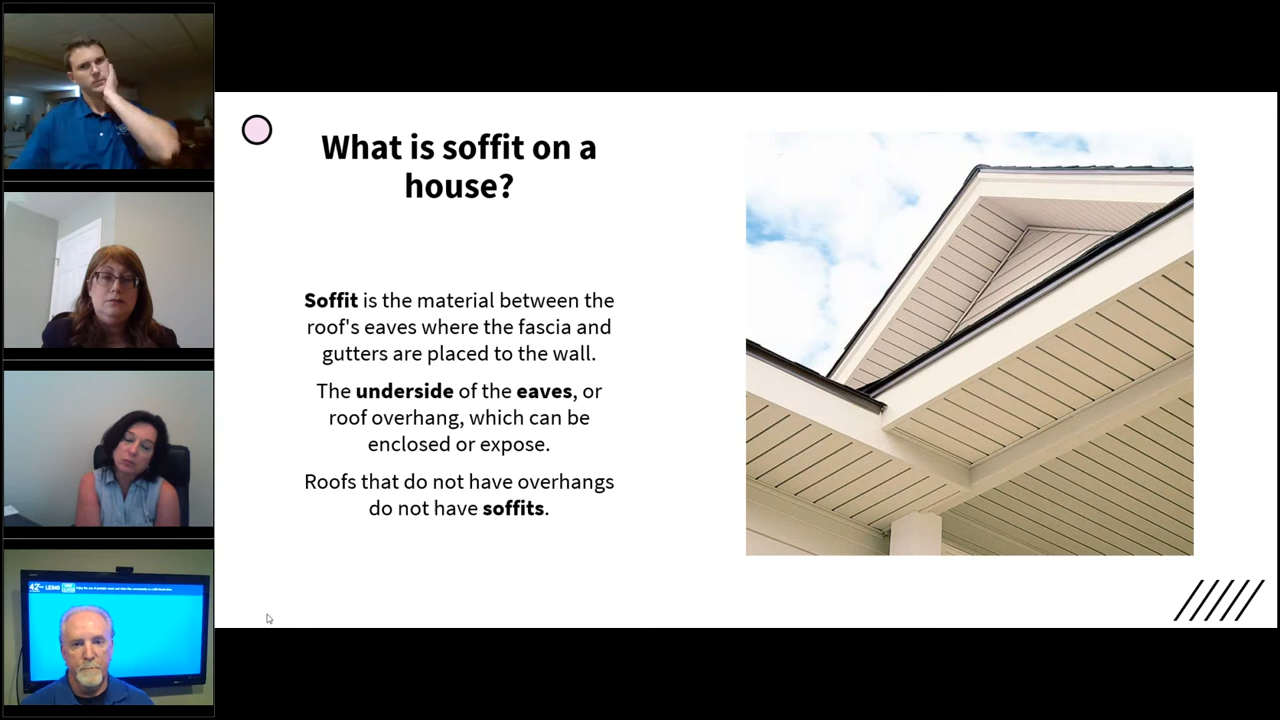 What is soffit on a
house?
Soffit is the material between the
roof's eaves where the fascia and
gutters are placed to the wall.
The underside of the eaves, or
roof overhang, which can be
enclosed or expose.
Roofs that do not have overhangs
do not have soffits.